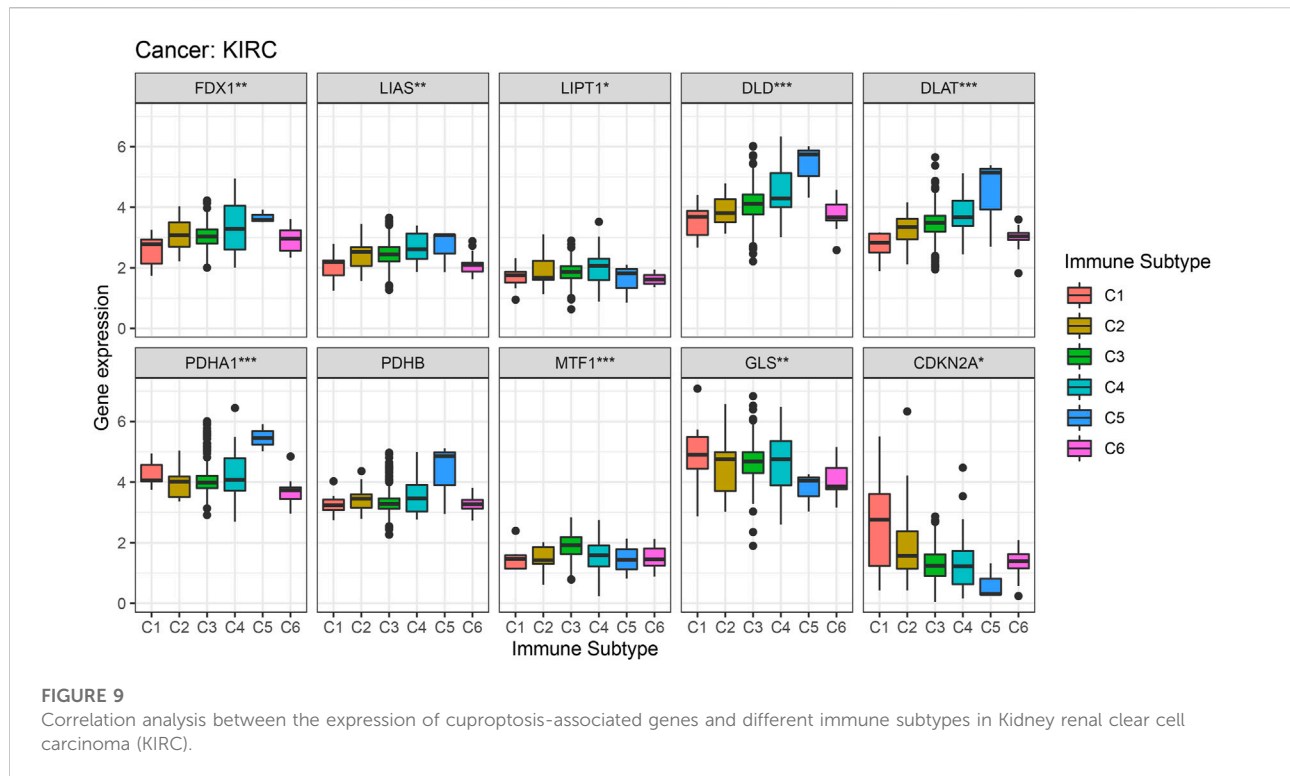 Cancer: KIRC
FDX1**
LIAS**
LIPT1*
DLD***
DLAT***
6
4
2
0
PDHA1***
PDHB
MTF1***
GLS**
CDKN2A*
6
4
2
0
Gene expression
C1 C2 C3 C4 C5 C6
C1 C2 C3 C4 C5 C6
C1 C2 C3 C4 C5 C6
C1 C2 C3 C4 C5 C6
C1 C2 C3 C4 C5 C6
Immune Subtype
Immune Subtype
C1
C2
C3
C4
C5
C6
FIGURE 9
Correlation analysis between the expression of cuproptosis-associated genes and different immune subtypes in Kidney renal clear cell
carcinoma (KIRC).